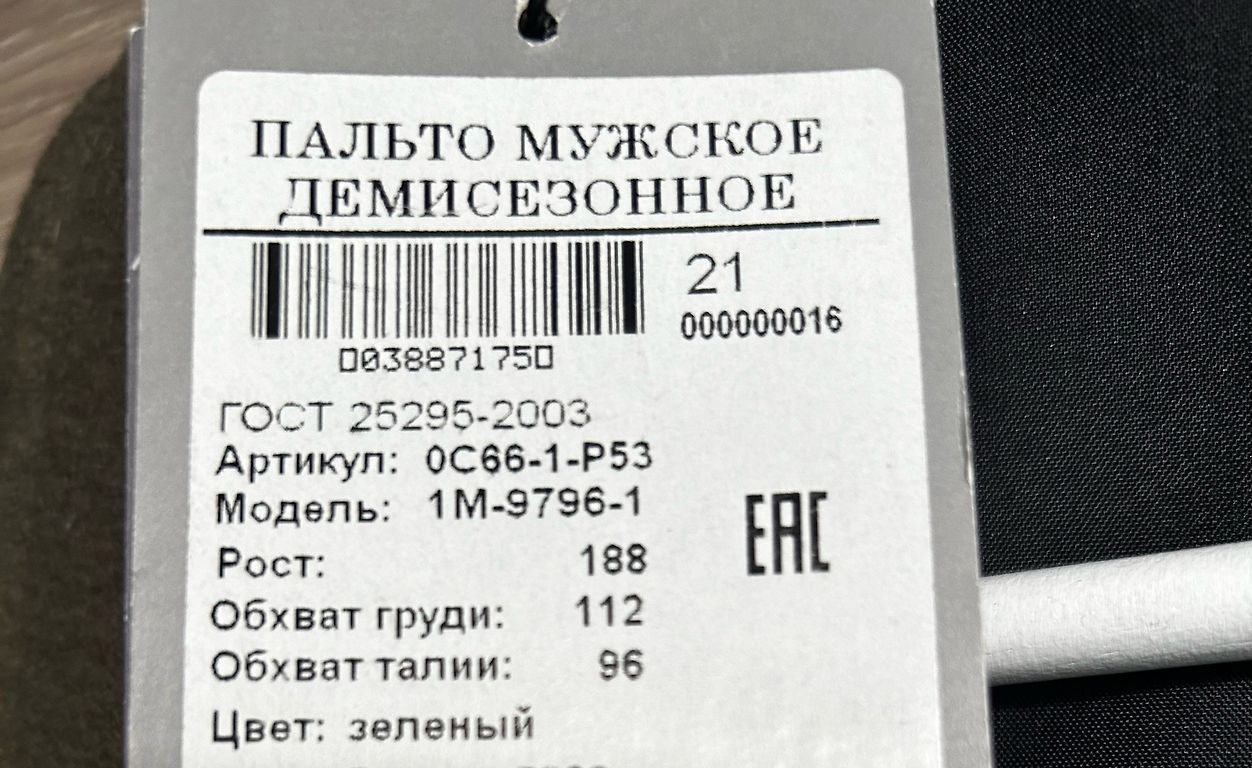 ПАЛЬТО МУЖСКОЕ
ДЕМИСЕЗОННОЕ
21
000000016
0038871750
ГОСТ 25295-2003
Артикул: 0С66-1-Р53
Модель: 1М-9796-1
EAC
Рост: 188
Обхват груди: 112
Обхват талии: 96
Цвет: зеленый